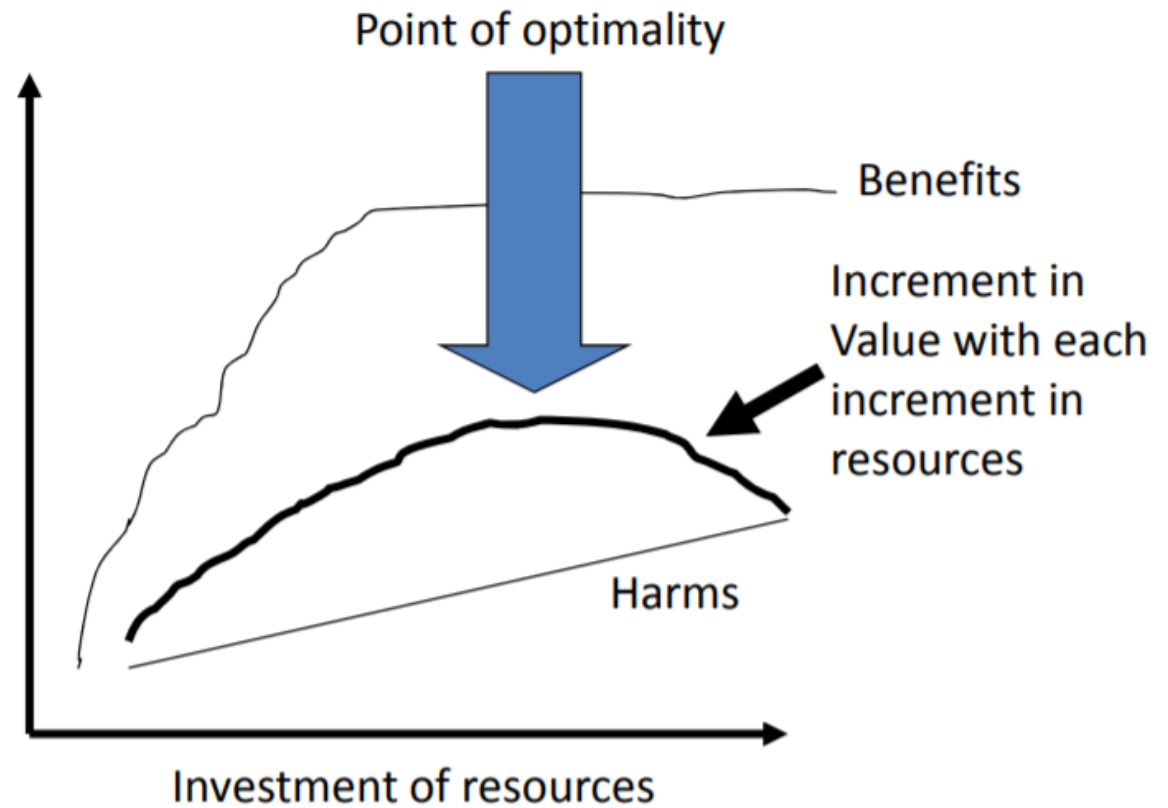 Point of optimality
Benefits
Increment in
Value with each
increment in
resources
Harms
Investment of resources